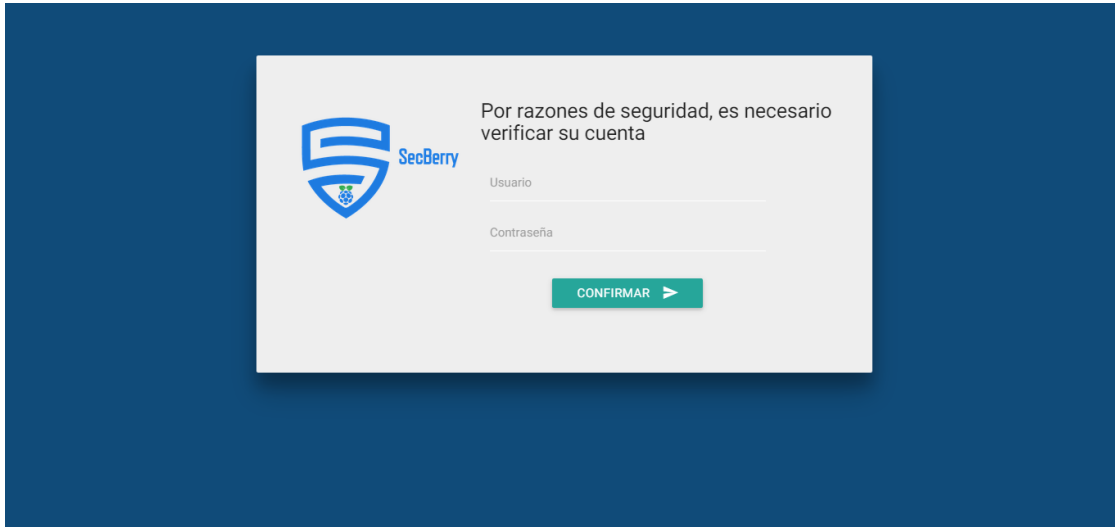 SecBerry
Por razones de seguridad, es necesario
verificar su cuenta
Usuario
Contraseña
CONFIRMAR